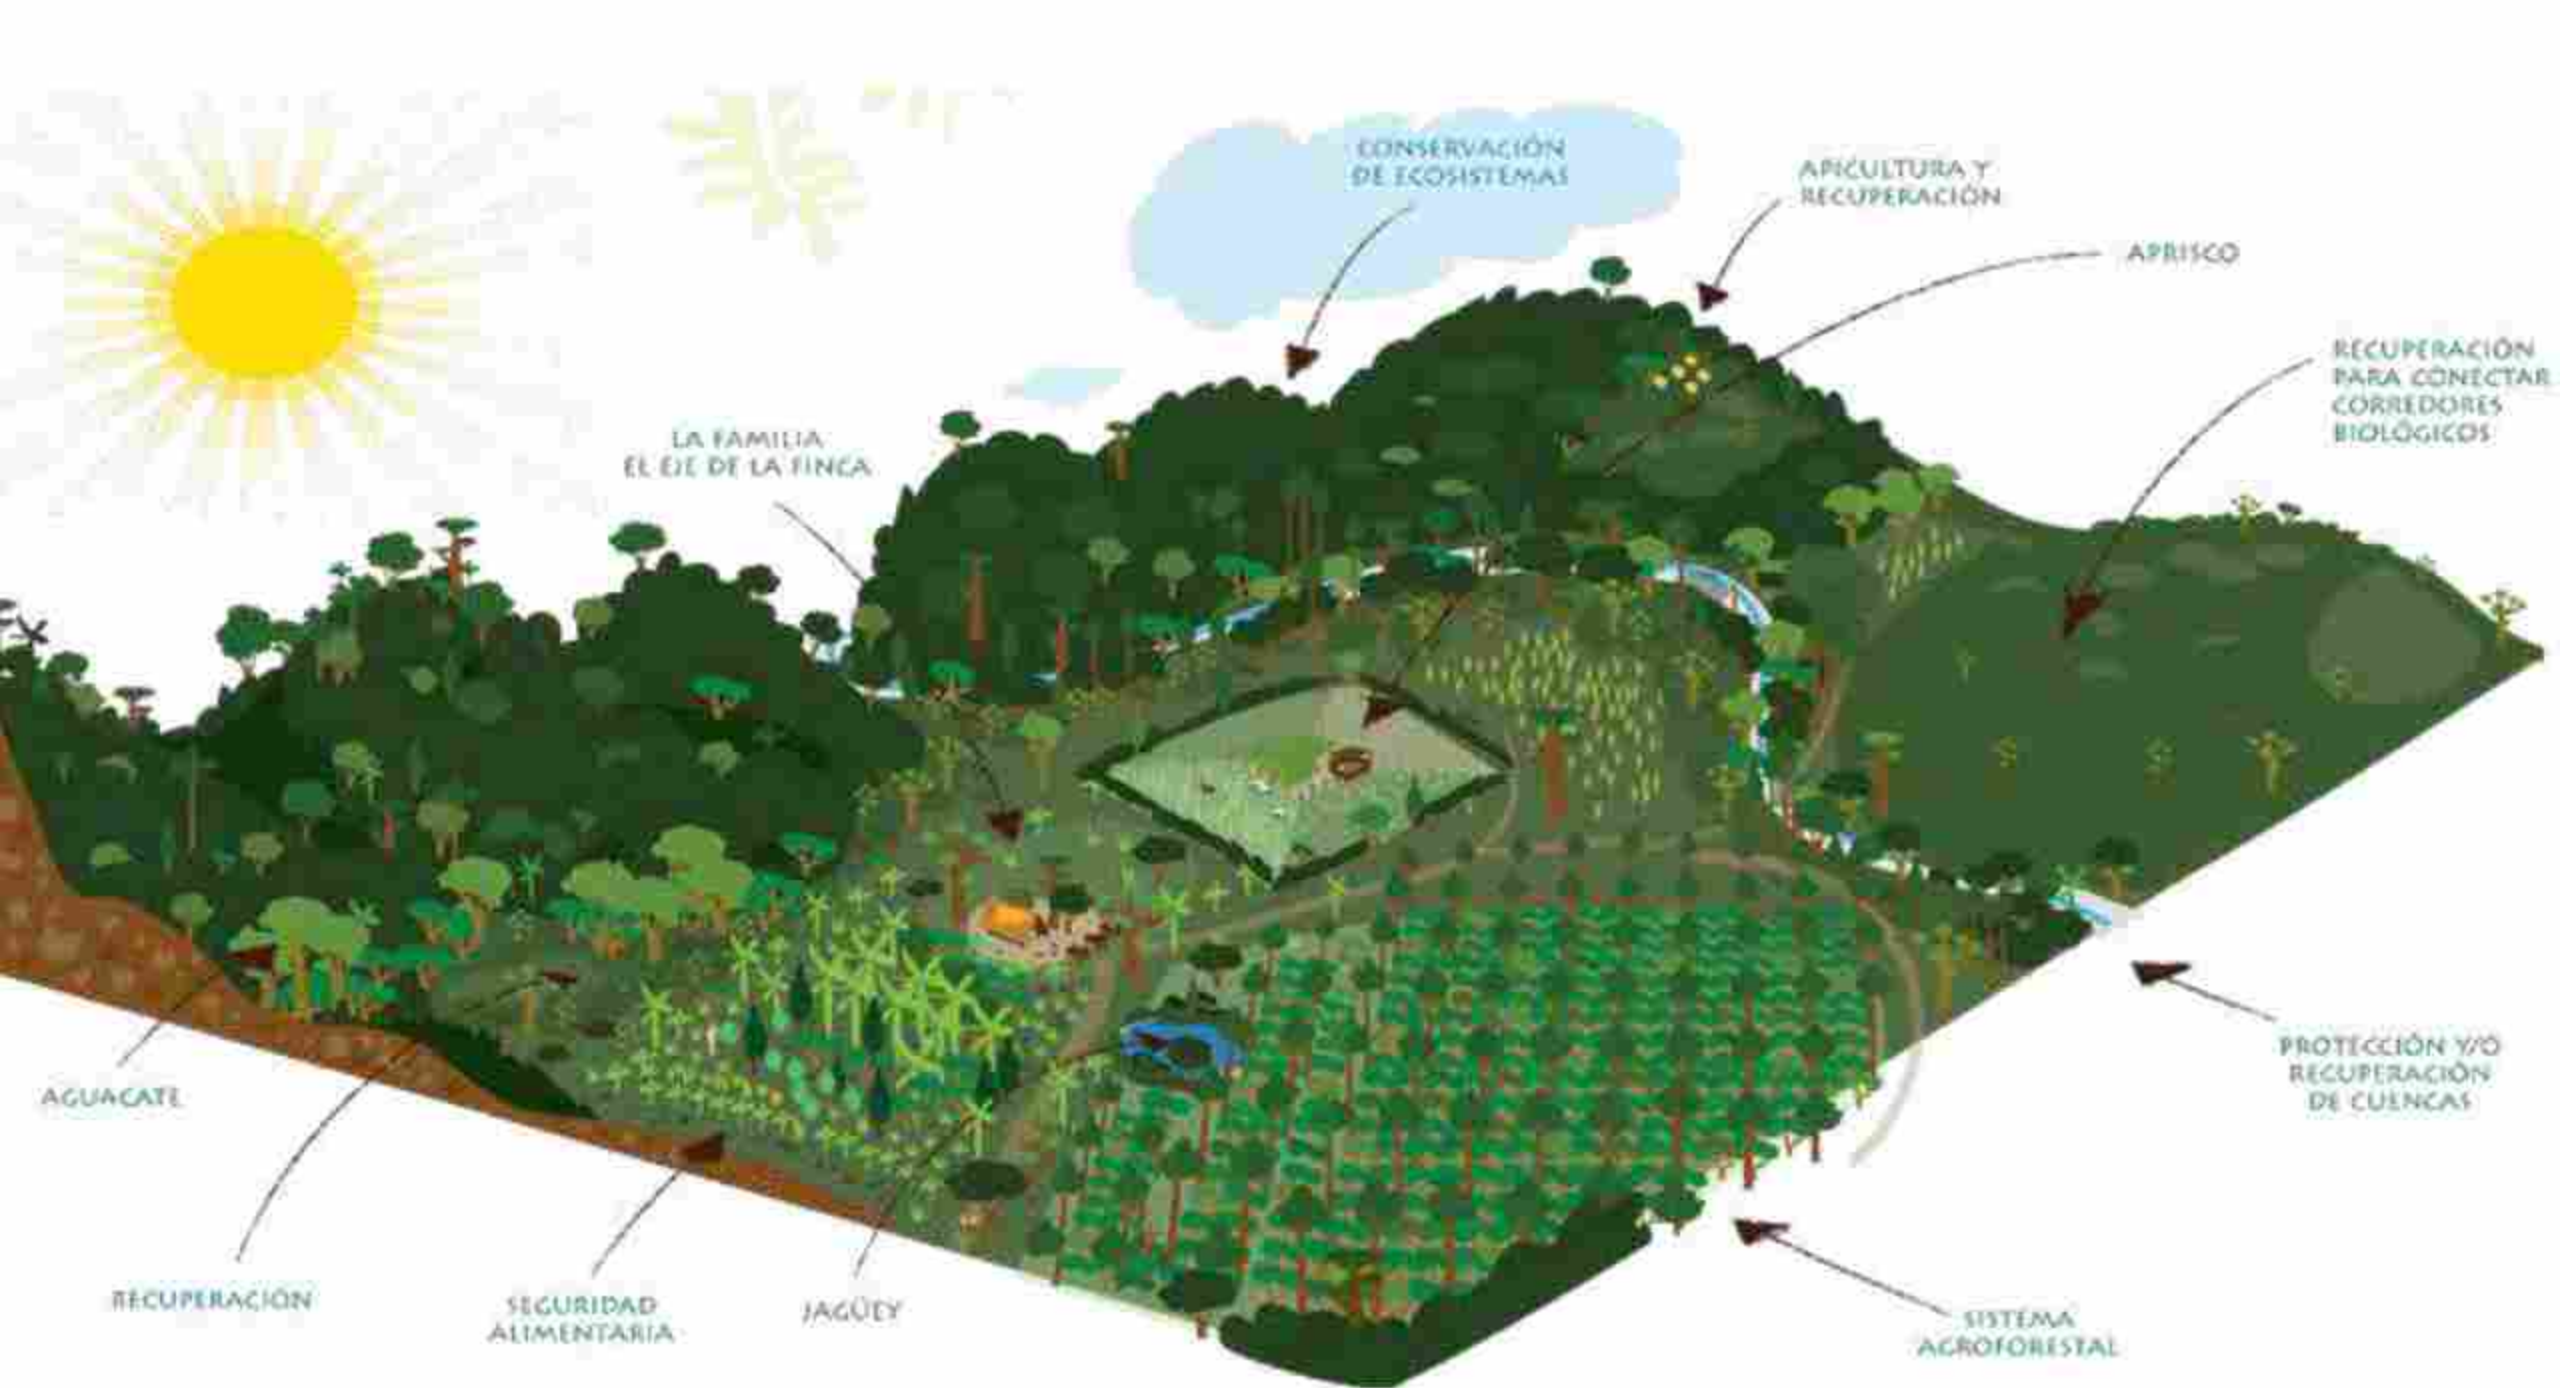 CONSERVACIÓN
DE ECOSISTEMAS
APICULTURA Y
RECUPERACIÓN
APRISCO
RECUPERACIÓN
PARA CONECTAR
CORREDORES
BIOLÓGICOS
LA FAMILIA
EL EJE DE LA FINCA
AGUACATE
RECUPERACIÓN
SEGURIDAD
ALIMENTARIA
JAGÜEY
PROTECCIÓN Y/O
RECUPERACIÓN
DE CUENCAS
SISTEMA
AGROFORESTAL